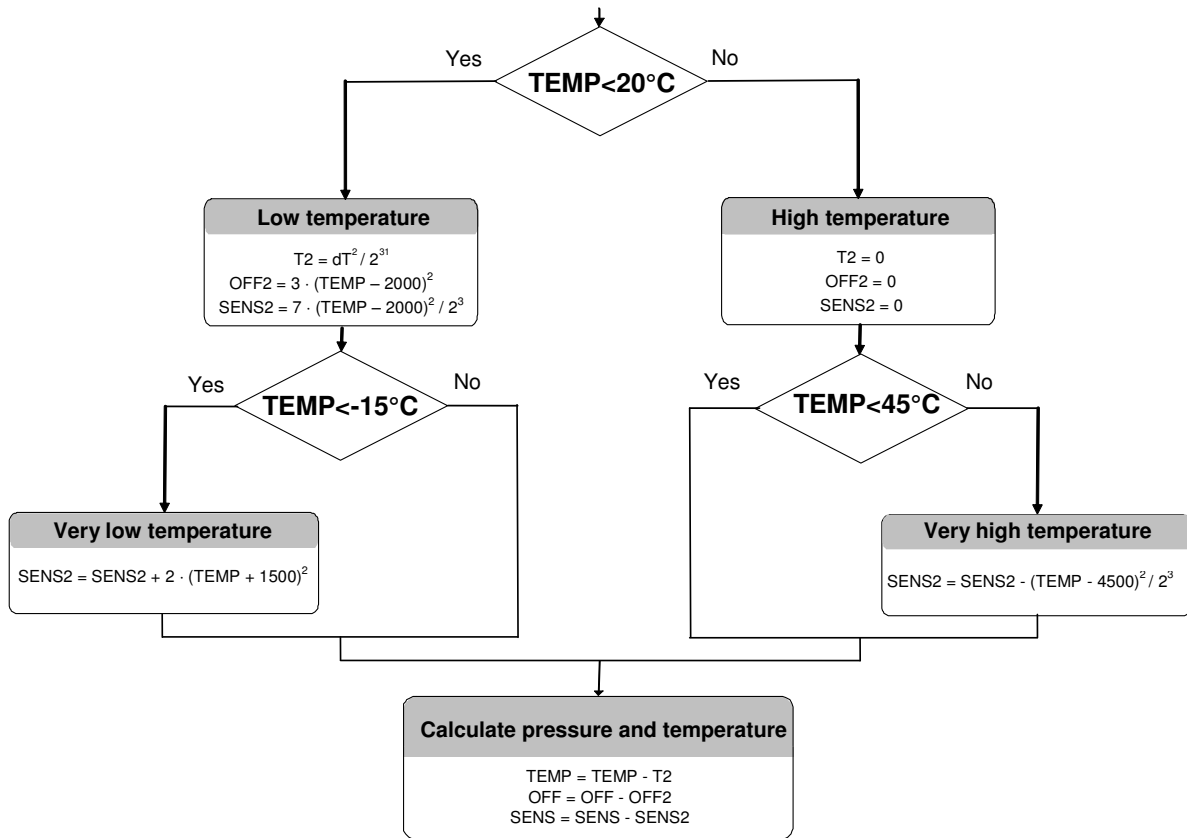 Yes
No
TEMP<20°C
Low temperature
T2 = dT² / 2³¹
OFF2 = 3 · (TEMP – 2000)²
SENS2 = 7 · (TEMP – 2000)² / 2³
High temperature
T2 = 0
OFF2 = 0
SENS2 = 0
Yes
No
TEMP<-15°C
Yes
No
TEMP<45°C
Very low temperature
SENS2 = SENS2 + 2 · (TEMP + 1500)²
Very high temperature
SENS2 = SENS2 - (TEMP - 4500)² / 2³
Calculate pressure and temperature
TEMP = TEMP - T2
OFF = OFF - OFF2
SENS = SENS - SENS2